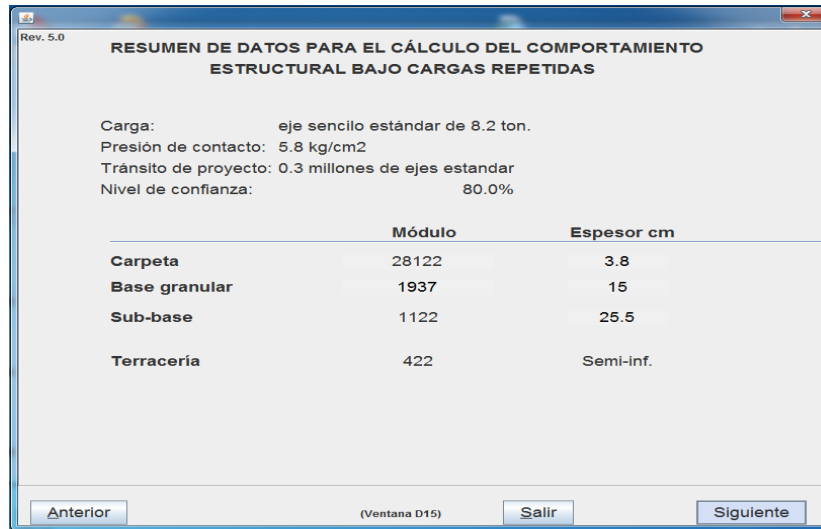 Rev. 5.0
RESUMEN DE DATOS PARA EL CÁLCULO DEL COMPORTAMIENTO
ESTRUCTURAL BAJO CARGAS REPETIDAS
Carga: eje sencilo estándar de 8.2 ton.
Presión de contacto: 5.8 kg/cm2
Tránsito de proyecto: 0.3 millones de ejes estandar
Nivel de confianza: 80.0%
Módulo Espesor cm
Carpeta 28122 3.8
Base granular 1937 15
Sub-base 1122 25.5
Terracería 422 Semi-inf.
Anterior (Ventana D15) Salir Siguiente